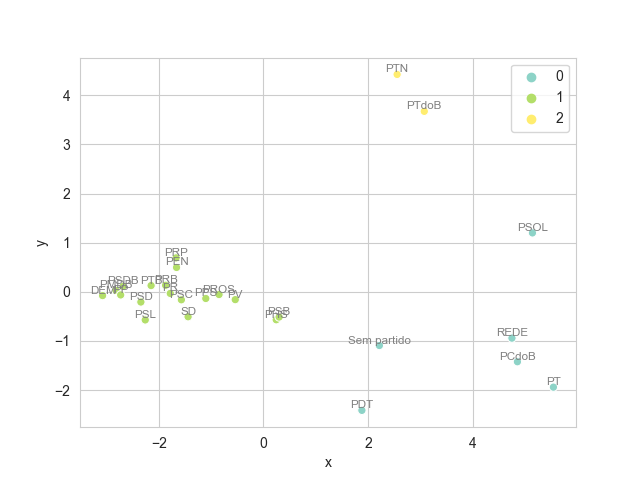 PTN
0
1
2
PTdoB
4
3
2
1
0
−1
−2
y
PSOL
PRP
PEN
PSDB
PTB
PRB
PR
DEM
PSD
PSC
PPS
PROS
PV
PSL
SD
PSB
PHS
Sem partido
REDE
PCdoB
PT
PDT
−2
0
2
4
x